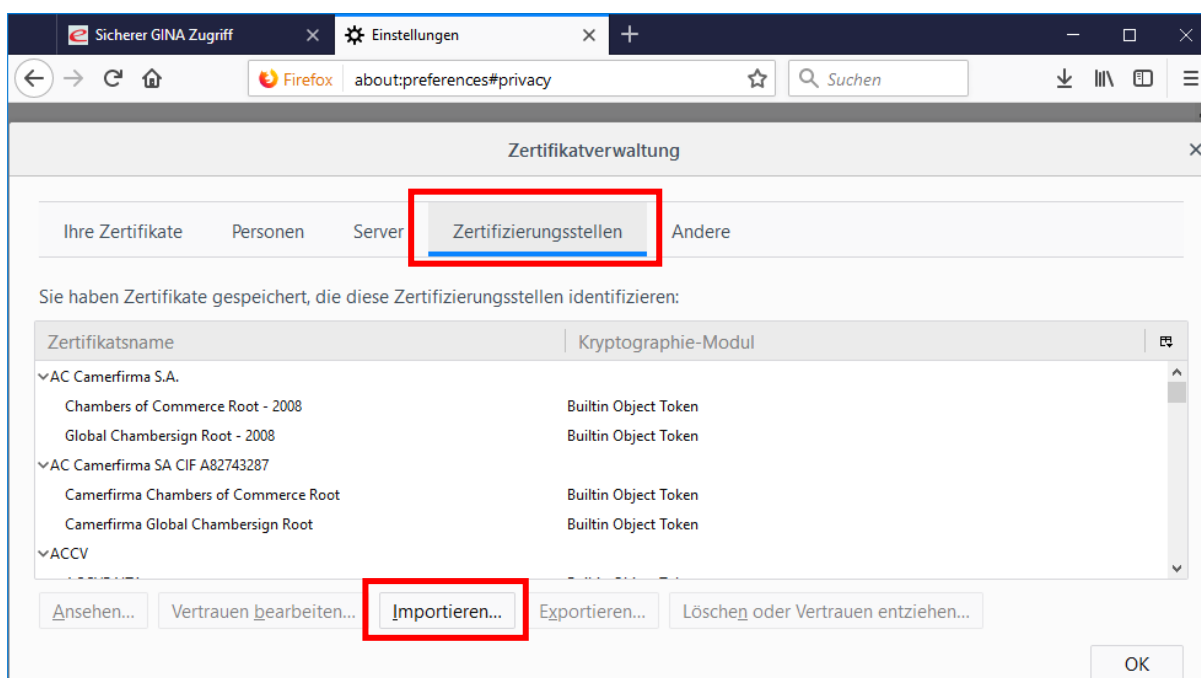 Sicherer GINA Zugriff
Einstellungen
Firefox about:preferences#privacy Suchen
Zertifikatverwaltung
Ihre Zertifikate Personen Server Zertifizierungsstellen Andere
Sie haben Zertifikate gespeichert, die diese Zertifizierungsstellen identifizieren:
Zertifikatsname Kryptographie-Modul
AC Camerfirma S.A.
Chambers of Commerce Root - 2008 Builtin Object Token
Global Chambersign Root - 2008 Builtin Object Token
AC Camerfirma SA CIF A82743287
Camerfirma Chambers of Commerce Root Builtin Object Token
Camerfirma Global Chambersign Root Builtin Object Token
ACCV
Ansehen... Vertrauen bearbeiten... Importieren... Exportieren... Löschen oder Vertrauen entziehen...
OK